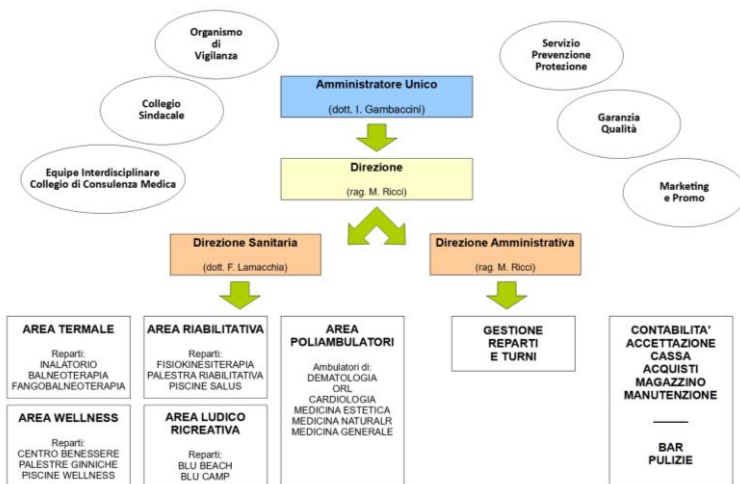 Organismo
di
Vigilanza
Collegio
Sindacale
Equipe Interdisciplinare
Collegio di Consulenza Medica
Servizio
Prevenzione
Protezione
Garanzia
Qualità
Marketing
e Promo
Amministratore Unico
(dott. I. Gambaccini)
Direzione
(rag. M. Ricci)
Direzione Sanitaria
(dott. F. Lamacchia)
Direzione Amministrativa
(rag. M. Ricci)
AREA TERMALE
Reparti:
INALATORIO
BALNEOTERAPIA
FANGOBALNEOTERAPIA
AREA RIABILITATIVA
Reparti:
FISIOKINESITERAPIA
PALESTRA RIABILITATIVA
PISCINE SALUS
AREA
POLIAMBULATORI
Ambulatori di:
DEMATOLOGIA
ORL
CARDIOLOGIA
MEDICINA ESTETICA
MEDICINA NATURALR
MEDICINA GENERALE
GESTIONE
REPARTI
E TURNI
CONTABILITA'
ACCETTAZIONE
CASSA
ACQUISTI
MAGAZZINO
MANUTENZIONE
BAR
PULIZIE
AREA WELLNESS
Reparti:
CENTRO BENESSERE
PALESTRE GINNICHE
PISCINE WELLNESS
AREA LUDICO
RICREATIVA
Reparti:
BLU BEACH
BLU CAMP